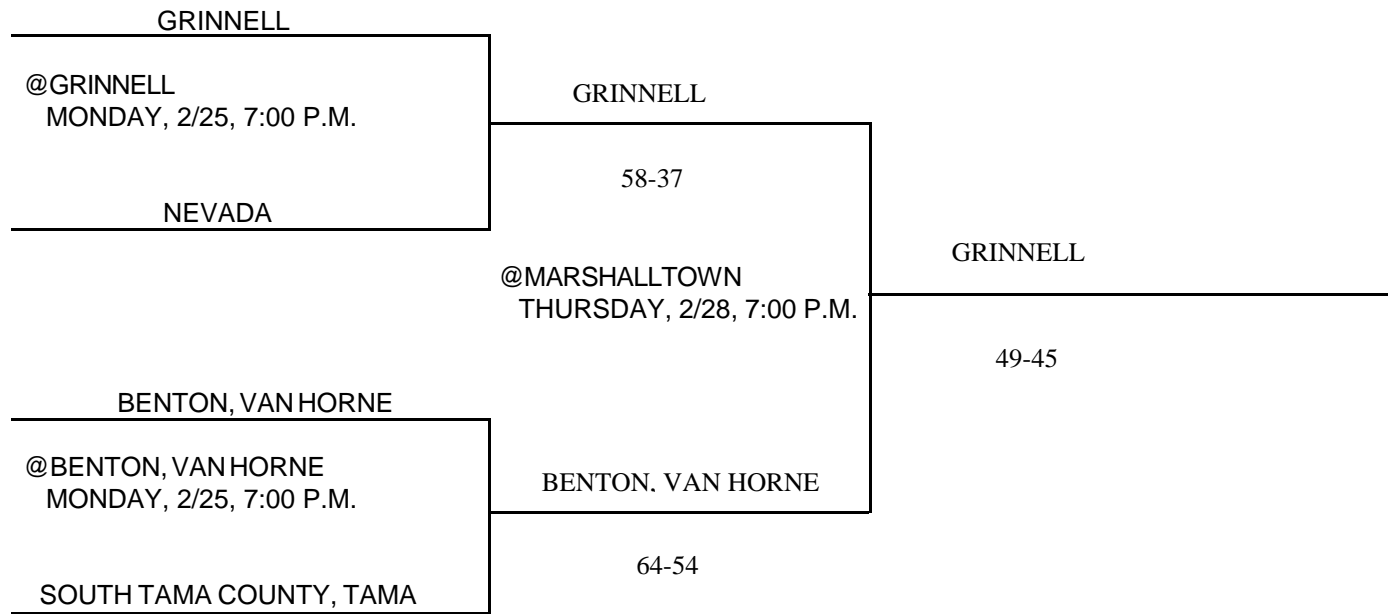 GRINNELL
@GRINNELL
MONDAY, 2/25, 7:00 P.M.
GRINNELL
58-37
NEVADA
GRINNELL
@MARSHALLTOWN
THURSDAY, 2/28, 7:00 P.M.
49-45
BENTON, VAN HORNE
@BENTON, VAN HORNE
MONDAY, 2/25, 7:00 P.M.
BENTON, VAN HORNE
64-54
SOUTH TAMA COUNTY, TAMA